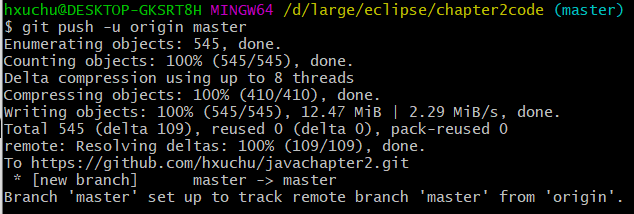 hxuchu@DESKTOP-GKSRT8H MINGW64 /d/large/eclipse/chapter2code (master)
$ git push -u origin master
Enumerating objects: 545, done.
Counting objects: 100% (545/545), done.
Delta compression using up to 8 threads
Compressing objects: 100% (410/410), done.
Writing objects: 100% (545/545), 12.47 MiB | 2.29 MiB/s, done.
Total 545 (delta 109), reused 0 (delta 0), pack-reused 0
remote: Resolving deltas: 100% (109/109), done.
To https://github.com/hxuchu/javachapter2.git
 * [new branch]      master -> master
Branch 'master' set up to track remote branch 'master' from 'origin'.